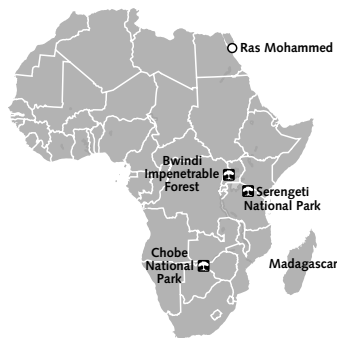 Ras Mohammed
Bwindi
Impenetrable
Forest
Serengeti
National Park
Chobe
National
Park
Madagascar